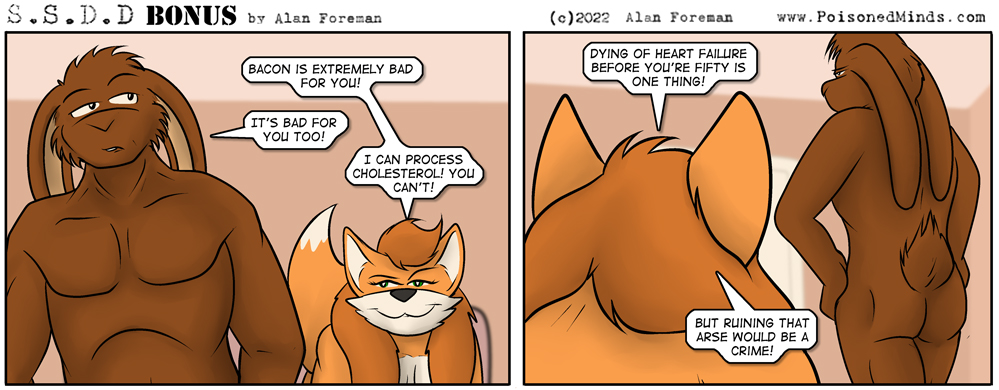 S.S.D.D BONUS by Alan Foreman
(c)2022 Alan Foreman www.PoisonedMinds.com
BACON IS EXTREMELY BAD
FOR YOU!
IT'S BAD FOR
YOU TOO!
I CAN PROCESS
CHOLESTEROL! YOU
CAN'T!
DYING OF HEART FAILURE
BEFORE YOU'RE FIFTY IS
ONE THING!
BUT RUINING THAT
ARSE WOULD BE A
CRIME!